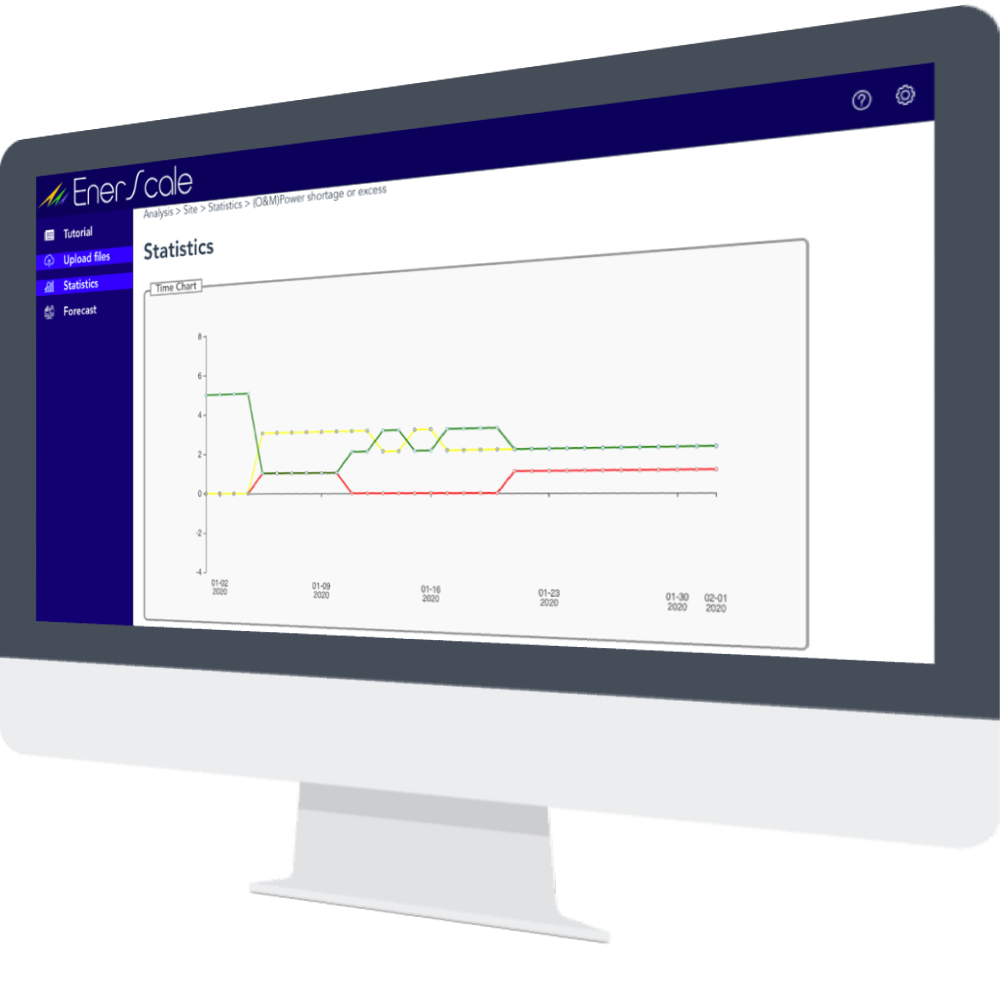 EnerScale
Analysis > Site > Statistics > (O&M)Power shortage or excess
Tutorial
Upload files
Statistics
Forecast
Statistics
Time Chart
8
6
4
2
0
-2
-4
01-02
2020
01-09
2020
01-16
2020
01-23
2020
01-30
2020
02-01
2020